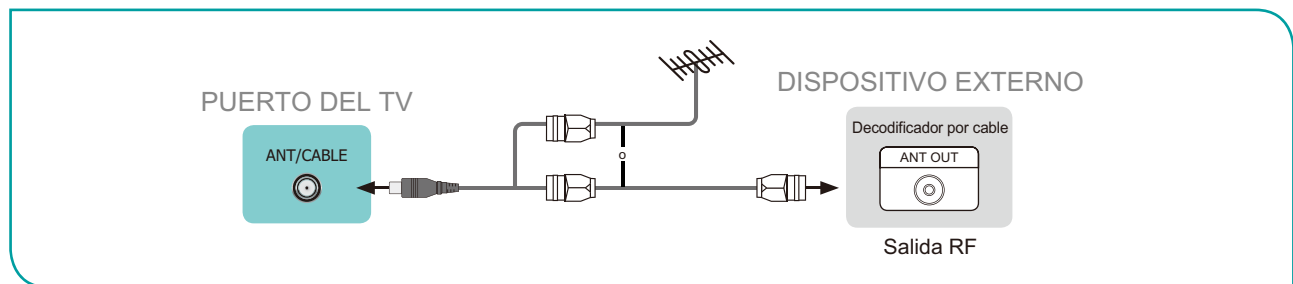 PUERTO DEL TV
ANT/CABLE
o
DISPOSITIVO EXTERNO
Decodificador por cable
ANT OUT
Salida RF